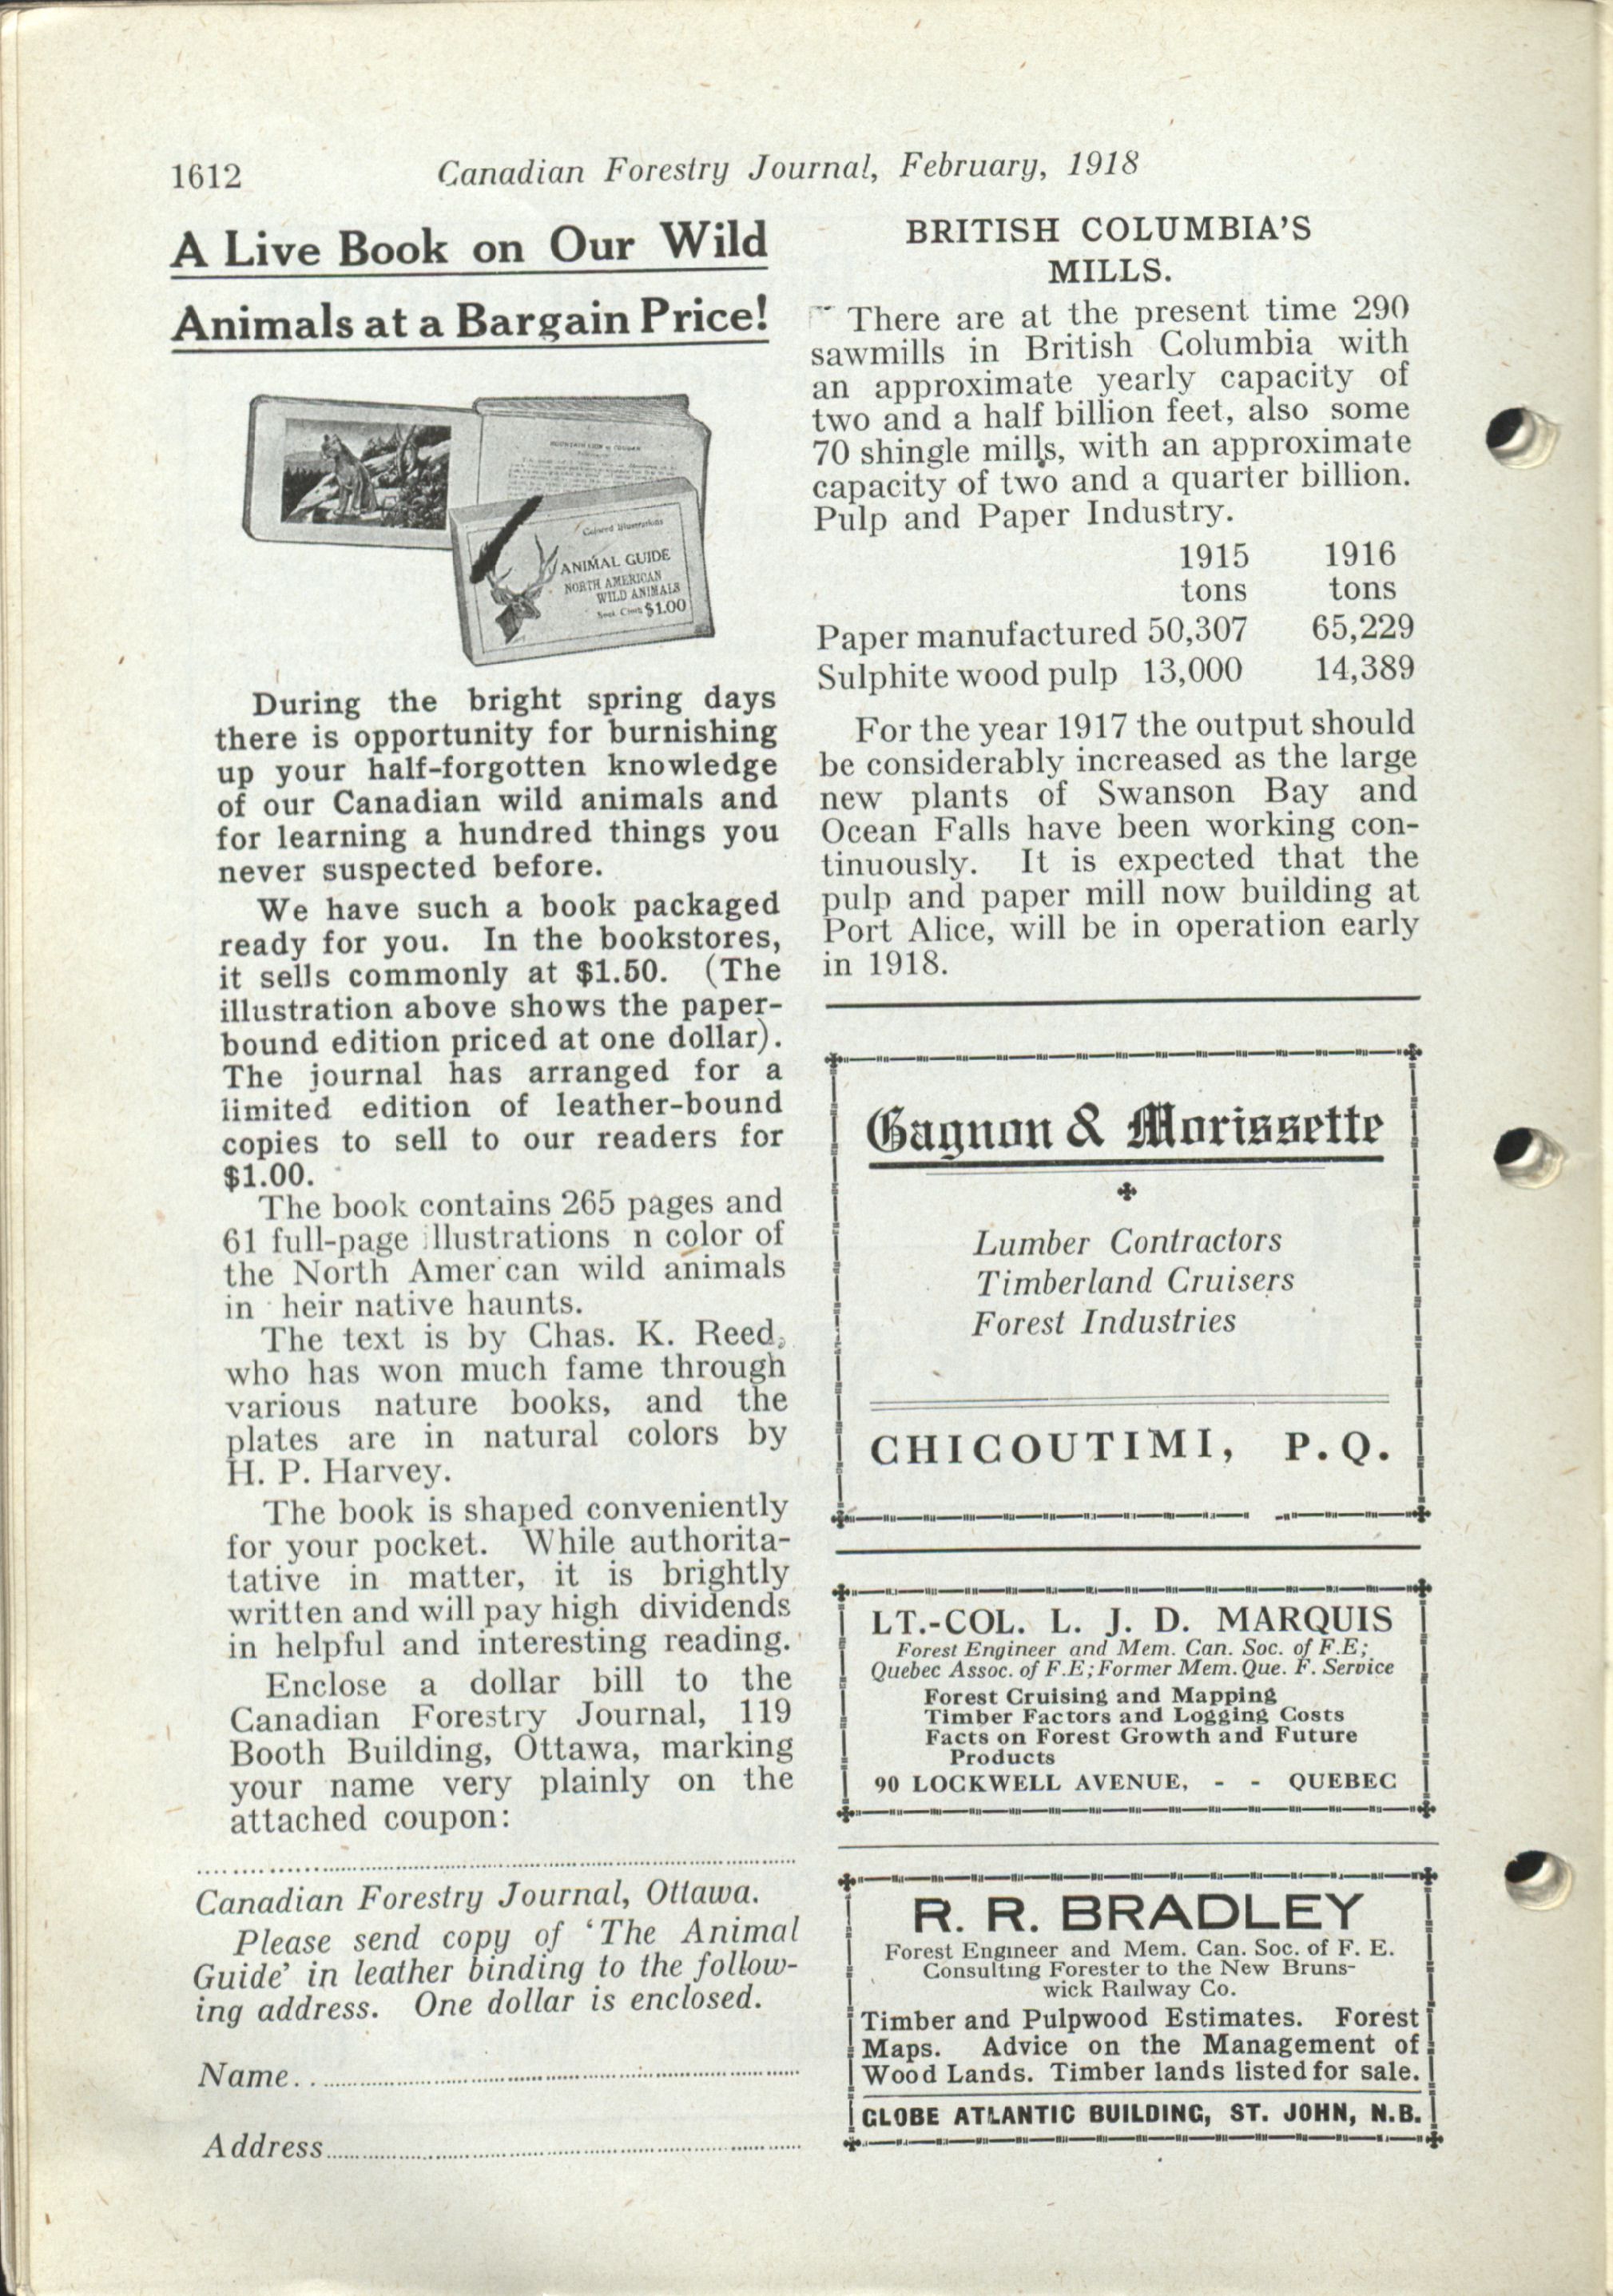 1612
Canadian Forestry Journal, February, 1918
A Live Book on Our Wild
Animals at a Bargain Price!
Colored Illustrations
ANIMAL GUIDE
NORTH AMERICAN
WILD ANIMALS
$1.00
During the bright spring days
there is opportunity for burnishing
up your half-forgotten knowledge
of our Canadian wild animals and
for learning a hundred things you
never suspected before.
We have such a book packaged
ready for you. In the bookstores,
it sells commonly at $1.50. (The
illustration above shows the paper-
bound edition priced at one dollar).
The journal has arranged for a
limited edition of leather-bound
copies to sell to our readers for
$1.00.
The book contains 265 pages and
61 full-page illustrations n color of
the North Amer can wild animals
in heir native haunts.
The text is by Chas. K. Reed,
who has won much fame through
various nature books, and the
plates are in natural colors by
H. P. Harvey.
The book is shaped conveniently
for your pocket. While authorita-
tative in matter, it is brightly
written and will pay high dividends
in helpful and interesting reading.
Enclose a dollar bill to the
Canadian Forestry Journal, 119
Booth Building, Ottawa, marking
your name very plainly on the
attached coupon:
Canadian Forestry Journal, Ottawa.
Please send copy of 'The Animal
Guide' in leather binding to the follow-
ing address. One dollar is enclosed.
Name
Address
BRITISH COLUMBIA'S
MILLS.
There are at the present time 290
sawmills in British Columbia with
an approximate yearly capacity of
two and a half billion feet, also some
70 shingle mills, with an approximate
capacity of two and a quarter billion.
Pulp and Paper Industry.
1915 1916
tons tons
Paper manufactured 50,307 65,229
Sulphite wood pulp 13,000 14,389
For the year 1917 the output should
be considerably increased as the large
new plants of Swanson Bay and
Ocean Falls have been working con-
tinuously. It is expected that the
pulp and paper mill now building at
Port Alice, will be in operation early
in 1918.
Gagnon & Morissette
Lumber Contractors
Timberland Cruisers
Forest Industries
CHICOUTIMI, P.Q.
LT.-COL. L. J. D. MARQUIS
Forest Engineer and Mem. Can. Soc. of F.E;
Quebec Assoc. of F.E; Former Mem. Que. F. Service
Forest Cruising and Mapping
Timber Factors and Logging Costs
Facts on Forest Growth and Future
Products
90 LOCKWELL AVENUE, - - QUEBEC
R. R. BRADLEY
Forest Engineer and Mem. Can. Soc. of F. E.
Consulting Forester to the New Bruns-
wick Railway Co.
Timber and Pulpwood Estimates. Forest
Maps. Advice on the Management of
Wood Lands. Timber lands listed for sale.
GLOBE ATLANTIC BUILDING, ST. JOHN, N.B.